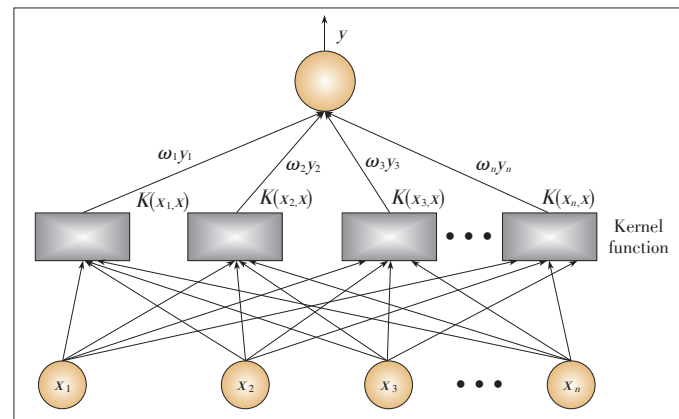 y
ω₁y₁ ω₂y₂ ω₃y₃ ωₙyₙ
K(x₁,x) K(x₂,x) K(x₃,x) • • • K(xₙ,x)
Kernel
function
x₁ x₂ x₃ • • • xₙ